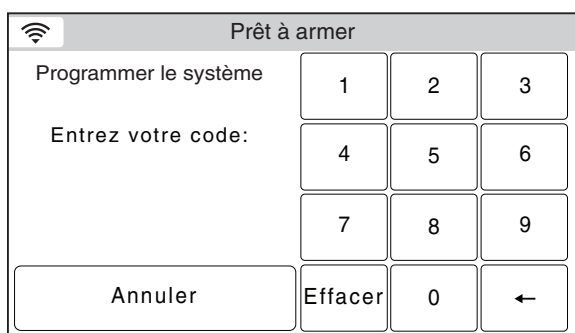 Prêt à armer
Programmer le système
Entrez votre code:
1 2 3
4 5 6
7 8 9
Annuler Effacer 0 ←